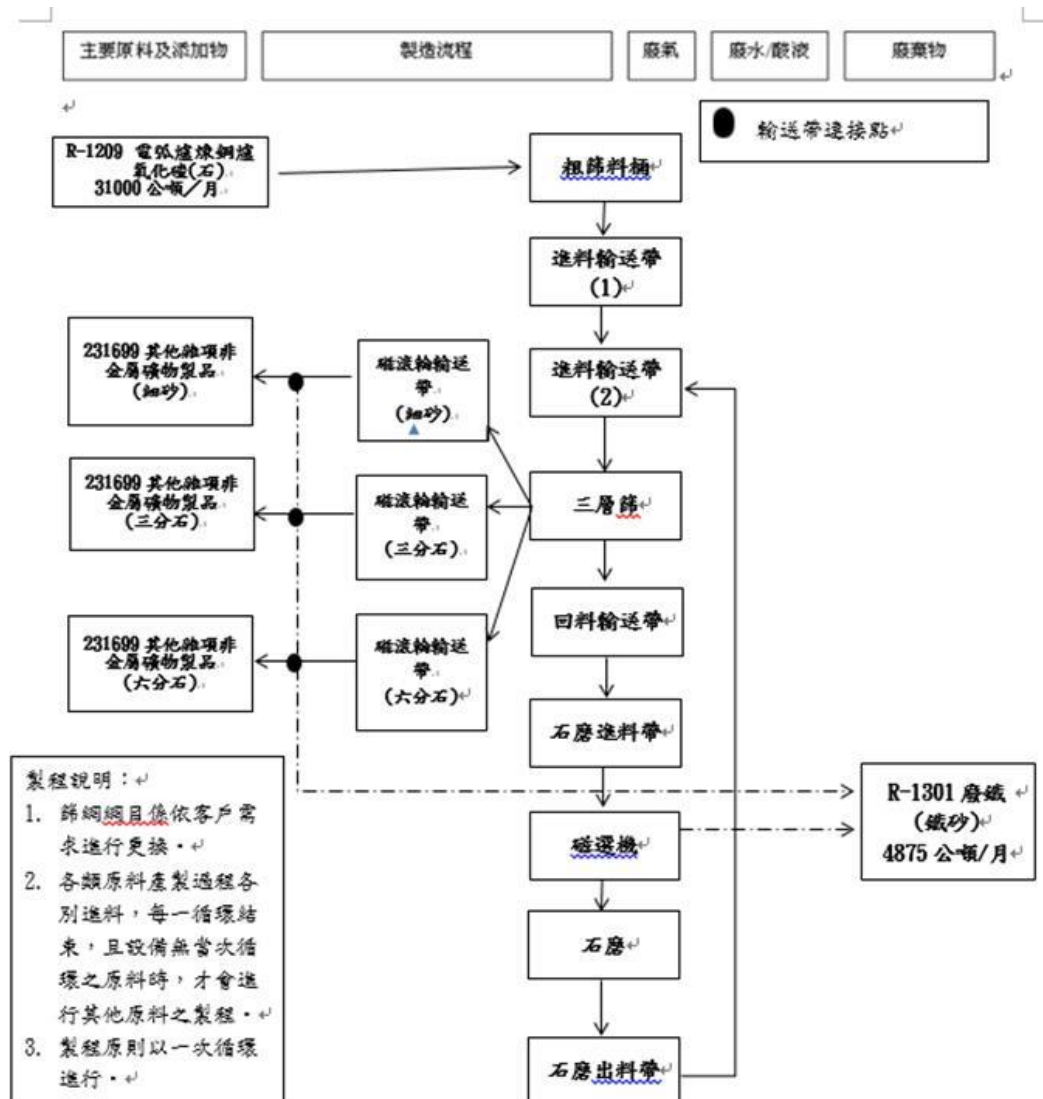 主要原料及添加物
製造流程
廢氣
廢水/酸液
廢棄物
輸送帶連接點
R-1209 電弧爐煉鋼爐
氧化碴(石)
31000 公噸/月
粗篩料桶
進料輸送帶
(1)
進料輸送帶
(2)
231699 其他雜項非
金屬礦物製品
(細砂)
磁滾輪輸送
帶
(細砂)
三層篩
231699 其他雜項非
金屬礦物製品
(三分石)
磁滾輪輸送
帶
(三分石)
回料輸送帶
231699 其他雜項非
金屬礦物製品
(六分石)
磁滾輪輸送
帶
(六分石)
石磨進料帶
磁選機
R-1301 廢鐵
(鐵砂)
4875 公噸/月
石磨
石磨出料帶
製程說明：
1. 篩網網目係依客戶需
求進行更換。
2. 各類原料產製過程各
別進料，每一循環結
束，且設備無當次循
環之原料時，才會進
行其他原料之製程。
3. 製程原則以一次循環
進行。